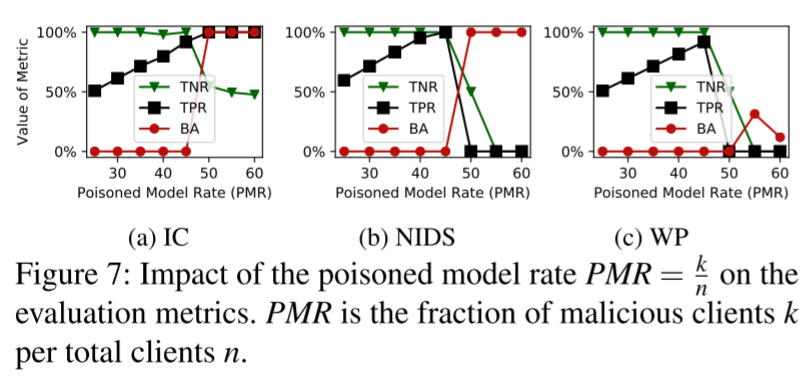 100%
50%
0%
Value of Metric
TNR
TPR
BA
30 40 50 60
Poisoned Model Rate (PMR)
(a) IC
100%
50%
0%
TNR
TPR
BA
30 40 50 60
Poisoned Model Rate (PMR)
(b) NIDS
100%
50%
0%
TNR
TPR
BA
30 40 50 60
Poisoned Model Rate (PMR)
(c) WP
Figure 7: Impact of the poisoned model rate PMR = k/n on the
evaluation metrics. PMR is the fraction of malicious clients k
per total clients n.